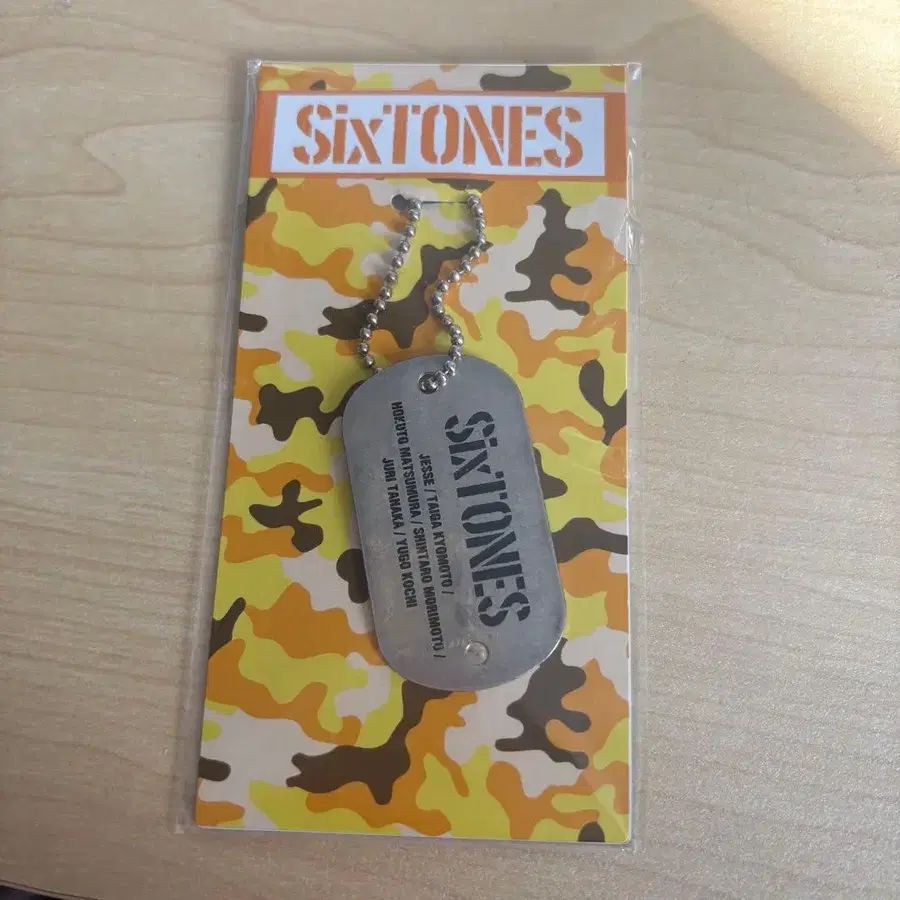 SixTONES
SixTONES
JESSE / TAIGA KYOMOTO /
HOKUTO MATSUMURA / SHINTARO MORIMOTO /
JURI TANAKA / YUGO KOCHI